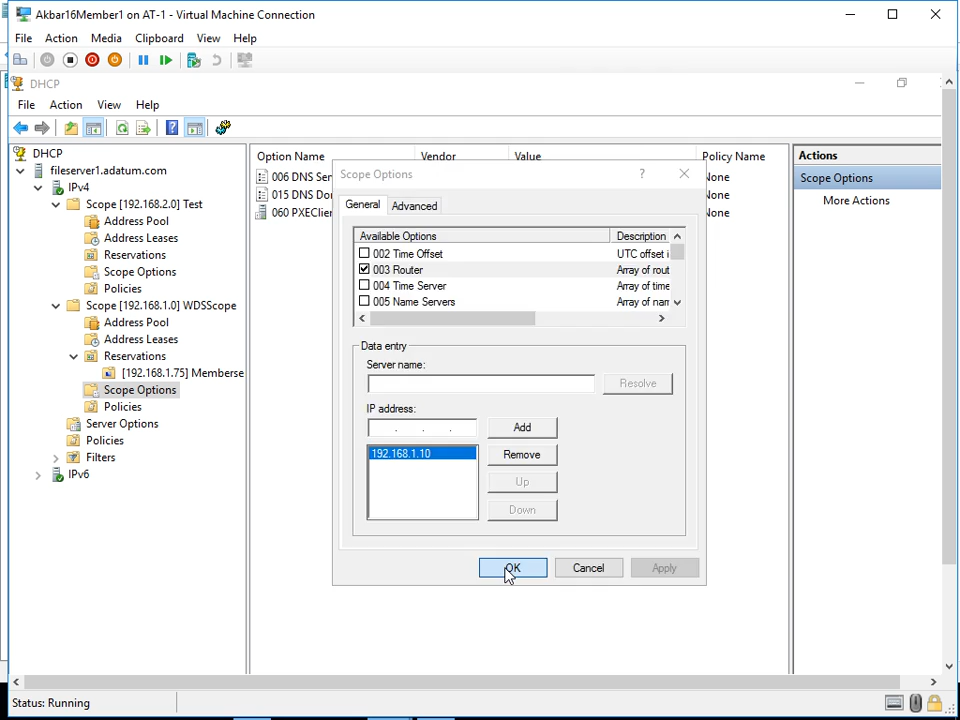 Akbar16Member1 on AT-1 - Virtual Machine Connection
File Action Media Clipboard View Help
DHCP
File Action View Help
DHCP
fileserver1.adatum.com
IPv4
Scope [192.168.2.0] Test
Address Pool
Address Leases
Reservations
Scope Options
Policies
Scope [192.168.1.0] WDSScope
Address Pool
Address Leases
Reservations
[192.168.1.75] Memberse
Scope Options
Policies
Server Options
Policies
Filters
IPv6
Option Name Vendor Value Policy Name
006 DNS Ser None
015 DNS Do None
060 PXEClie None
Scope Options ?
General Advanced
Available Options Description
002 Time Offset UTC offset i
003 Router Array of rout
004 Time Server Array of time
005 Name Servers Array of nam
Data entry
Server name:
Resolve
IP address:
. . . Add
192.168.1.10 Remove
Up
Down
OK Cancel Apply
Actions
Scope Options
More Actions
Status: Running